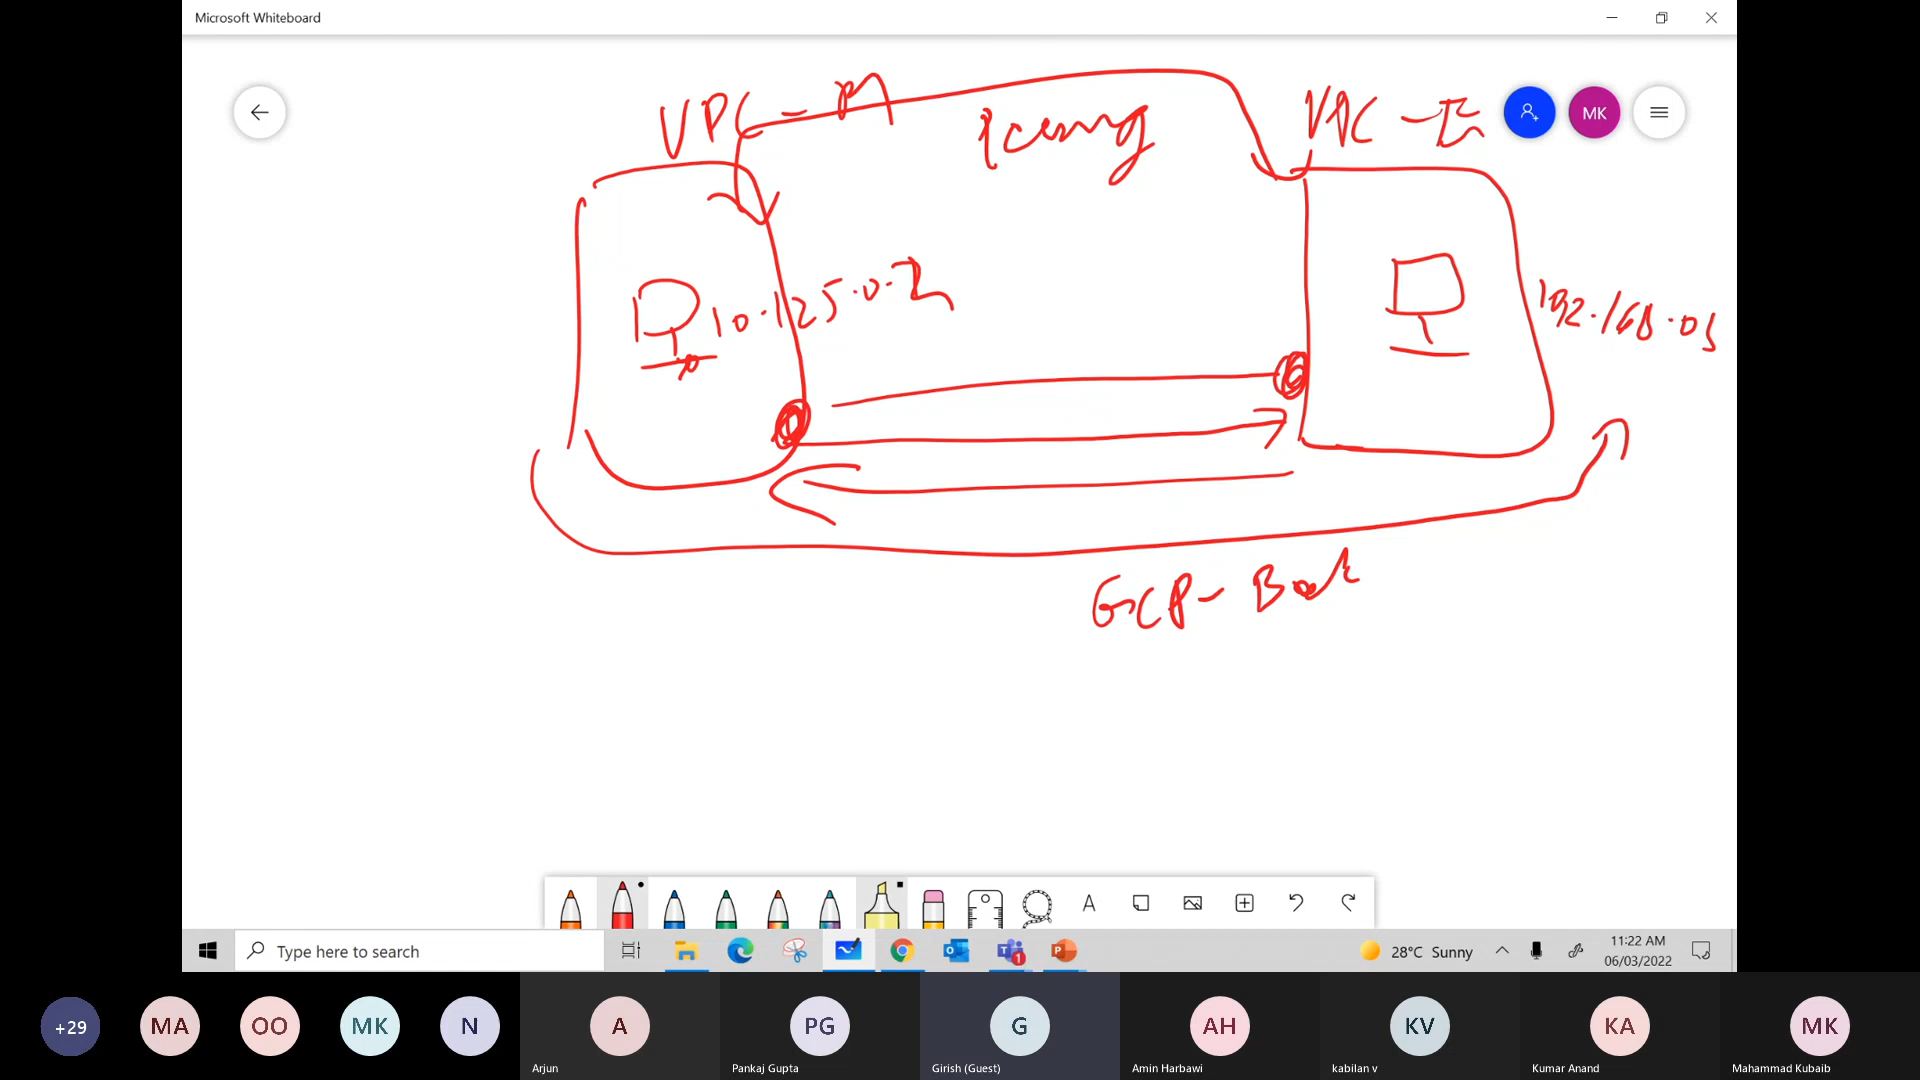 Microsoft Whiteboard
VPC - M
VPC - E
MK
10.125.0.2
192.168.0.5
GCP -
A
Type here to search
1
28°C Sunny
11:22 AM
06/03/2022
+29
MA
OO
MK
N
A
PG
G
AH
KV
KA
MK
Arjun
Pankaj Gupta
Girish (Guest)
Amin Harbawi
kabilan v
Kumar Anand
Mahammad Kubaib